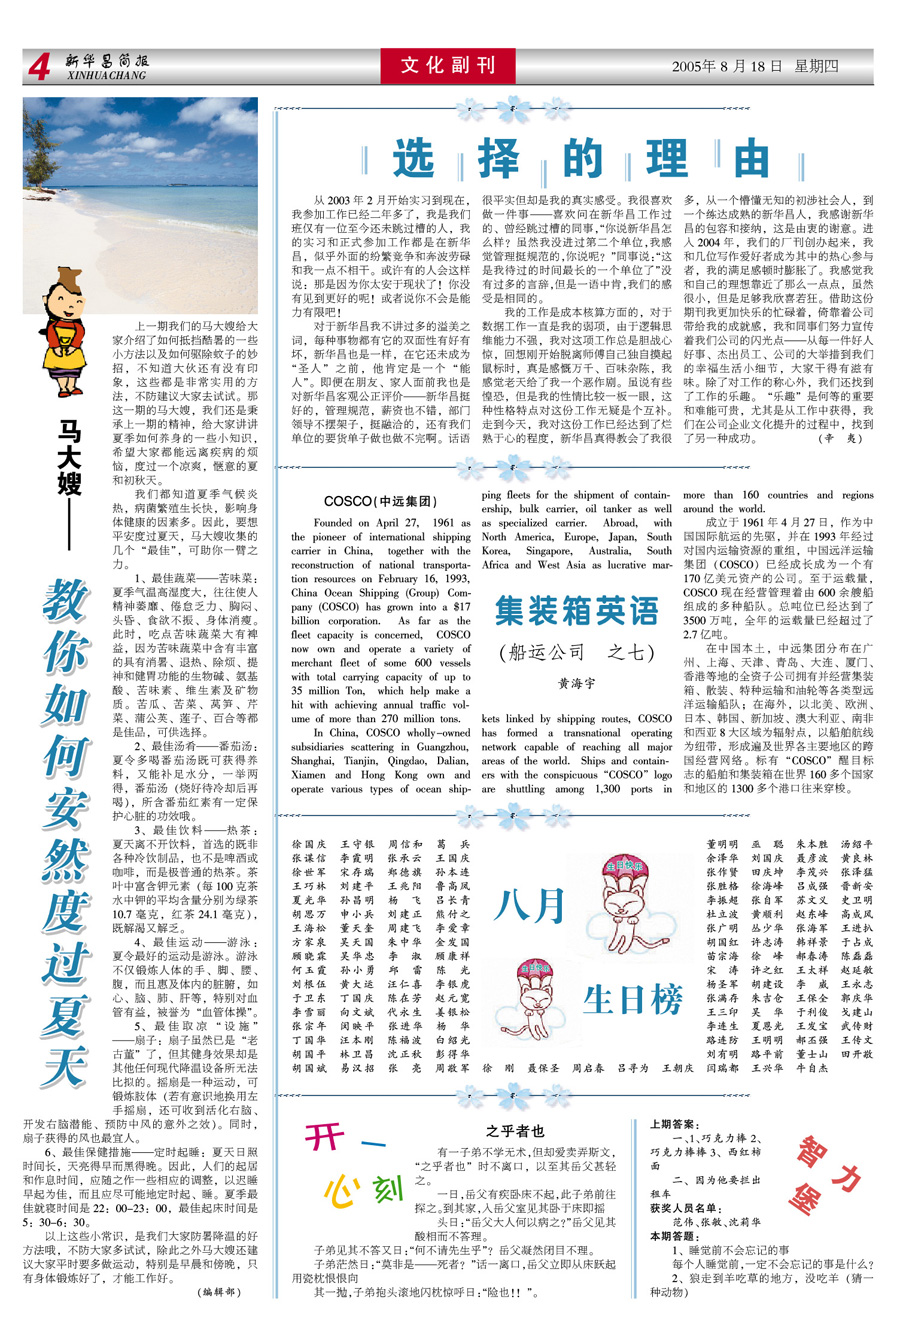 4
新华昌简报
XINHUACHANG
文化副刊
2005年 8 月 18 日 星期四
马大嫂——
教你如何安然度过夏天
上一期我们的马大嫂给大
家介绍了如何抵挡酷暑的一些
小方法以及如何驱除蚊子的妙
招，不知道大伙还有没有印
象，这些都是非常实用的方
法，不防建议大家去试试。那
这一期的马大嫂，我们还是秉
承上一期的精神，给大家讲讲
夏季如何养身的一些小知识，
希望大家都能远离疾病的烦
恼，度过一个凉爽，惬意的夏
和初秋天。
我们都知道夏季气侯炎
热，病菌繁殖生长快，影响身
体健康的因素多。因此，要想
平安度过夏天，马大嫂收集的
几个“最佳”，可助你一臂之
力。
1、最佳蔬菜——苦味菜；
夏季气温高湿度大，往往使人
精神萎靡、倦怠乏力、胸闷、
头昏、食欲不振、身体消瘦。
此时，吃点苦味蔬菜大有裨
益，因为苦味蔬菜中含有丰富
的具有消暑、退热、除烦、提
神和健胃功能的生物碱、氨基
酸、苦味素、维生素及矿物
质。苦瓜、苦菜、莴笋、芹
菜、蒲公英、莲子、百合等都
是佳品，可供选择。
2、最佳汤肴——番茄汤；
夏令多喝番茄汤既可获得养
料，又能补足水分，一举两
得，番茄汤（烧好待冷却后再
喝），所含番茄红素有一定保
护心脏的功效哦。
3、最佳饮料——热茶；
夏天离不开饮料，首选的既非
各种冷饮制品，也不是啤酒或
咖啡，而是极普通的热茶。茶
叶中富含钾元素（每 100 克茶
水中钾的平均含量分别为绿茶
10.7 毫克，红茶 24.1 毫克），
既解渴又解乏。
4、最佳运动——游泳；
夏令最好的运动是游泳。游泳
不仅锻炼人体的手、脚、腰、
腹，而且惠及体内的脏腑，如
心、脑、肺、肝等，特别对血
管有益，被誉为“血管体操”。
5、最佳取凉“设施”
——扇子：扇子虽然已是“老
古董”了，但其健身效果却是
其他任何现代降温设备所无法
比拟的。摇扇是一种运动，可
锻炼肢体（若有意识地换用左
手摇扇，还可收到活化右脑、
开发右脑潜能、预防中风的意外之效）。同时，
扇子获得的风也最宜人。
6、最佳保健措施——定时起睡；夏天日照
时间长，天亮得早而黑得晚。因此，人们的起居
和作息时间，应随之作一些相应的调整，以迟睡
早起为佳，而且应尽可能地定时起、睡。夏季最
佳就寝时间是 22：00-23：00，最佳起床时间是
5：30-6：30。
以上这些小常识，是我们大家防暑降温的好
方法哦，不防大家多试试，除此之外马大嫂还建
议大家平时要多做运动，特别是早晨和傍晚，只
有身体锻炼好了，才能工作好。
（编辑部）
选择的理由
从 2003 年 2 月开始实习到现在，
我参加工作已经二年多了，我是我们
班仅有一位至今还未跳过槽的人，我
的实习和正式参加工作都是在新华
昌，似乎外面的纷繁竞争和奔波劳碌
和我一点不相干。或许有的人会这样
说：那是因为你太安于现状了！你没
有见到更好的呢！或者说你不会是能
力有限吧！
对于新华昌我不讲过多的溢美之
词，每种事物都有它的双面性有好有
坏，新华昌也是一样，在它还未成为
“圣人”之前，他肯定是一个“能
人”。即便在朋友、家人面前我也是
对新华昌客观公正评价——新华昌挺
好的，管理规范，薪资也不错，部门
领导不摆架子，挺融洽的，还有我们
单位的要货单子做也做不完啊。话语
很平实但却是我的真实感受。我很喜欢
做一件事——喜欢问在新华昌工作过
的、曾经跳过槽的同事，“你说新华昌怎
么样？虽然我没进过第二个单位,我感
觉管理挺规范的,你说呢？”同事说：“这
是我待过的时间最长的一个单位了”没
有过多的言辞,但是一语中肯,我们的感
受是相同的。
我的工作是成本核算方面的，对于
数据工作一直是我的弱项，由于逻辑思
维能力不强，我对这项工作总是胆战心
惊，回想刚开始脱离师傅自己独自摸起
鼠标时，真是感慨万千、百味杂陈，我
感觉老天给了我一个恶作剧。虽说有些
惶恐，但是我的性情比较一板一眼，这
种性格特点对这份工作无疑是个互补。
走到今天，我对这份工作已经达到了烂
熟于心的程度，新华昌真得教会了我很
多，从一个懵懂无知的初涉社会人，到
一个练达成熟的新华昌人，我感谢新华
昌的包容和接纳，这是由衷的谢意。进
入 2004 年，我们的厂刊创办起来，我
和几位写作爱好者成为其中的热心参与
者，我的满足感顿时膨胀了。我感觉我
和自己的理想靠近了那么一点点，虽然
很小，但是足够我欣喜若狂。借助这份
期刊我更加快乐的忙碌着，倚靠着公司
带给我的成就感，我和同事们努力宣传
着我们公司的闪光点——从每一件好人
好事、杰出员工、公司的大举措到我们
的幸福生活小细节，大家干得有滋有
味。除了对工作的称心外，我们还找到
了工作的乐趣。“乐趣”是何等的重要
和难能可贵，尤其是从工作中获得，我
们在公司企业文化提升的过程中，找到
了另一种成功。 （辛 夷）
COSCO（中远集团）
Founded on April 27, 1961 as
the pioneer of international shipping
carrier in China, together with the
reconstruction of national transporta-
tion resources on February 16, 1993,
China Ocean Shipping (Group) Com-
pany (COSCO) has grown into a $17
billion corporation. As far as the
fleet capacity is concerned, COSCO
now own and operate a variety of
merchant fleet of some 600 vessels
with total carrying capacity of up to
35 million Ton, which help make a
hit with achieving annual traffic vol-
ume of more than 270 million tons.
In China, COSCO wholly-owned
subsidiaries scattering in Guangzhou,
Shanghai, Tianjin, Qingdao, Dalian,
Xiamen and Hong Kong own and
operate various types of ocean ship-
ping fleets for the shipment of contain-
ership, bulk carrier, oil tanker as well
as specialized carrier. Abroad, with
North America, Europe, Japan, South
Korea, Singapore, Australia, South
Africa and West Asia as lucrative mar-
集装箱英语
（船运公司 之七）
黄海宇
kets linked by shipping routes, COSCO
has formed a transnational operating
network capable of reaching all major
areas of the world. Ships and contain-
ers with the conspicuous “COSCO” logo
are shuttling among 1,300 ports in
more than 160 countries and regions
around the world.
成立于 1961 年 4 月 27 日，作为中
国国际航运的先驱，并在 1993 年经过
对国内运输资源的重组，中国远洋运输
集团（COSCO）已经成长成为一个有
170 亿美元资产的公司。至于运载量，
COSCO 现在经营管理着由 600 余艘船
组成的多种船队。总吨位已经达到了
3500 万吨，全年的运载量已经超过了
2.7 亿吨。
在中国本土，中远集团分布在广
州、上海、天津、青岛、大连、厦门、
香港等地的全资子公司拥有并经营集装
箱、散装、特种运输和油轮等各类型远
洋运输船队；在海外，以北美、欧洲、
日本、韩国、新加坡、澳大利亚、南非
和西亚 8 大区域为辐射点，以船舶航线
为纽带，形成遍及世界各主要地区的跨
国经营网络。标有“COSCO”醒目标
志的船舶和集装箱在世界 160 多个国家
和地区的 1300 多个港口往来穿梭。
八月
生日榜
生日快乐
生日快乐
徐国庆 王守银 周信和 葛 兵
张谋信 李霞明 张承云 王国庆
徐世军 宋存瑞 郑德旗 孙本进
王巧林 刘建平 王兆阳 鲁高凤
夏光华 孙昌明 杨 飞 吕长青
胡思万 申小兵 刘建正 熊付之
王海松 董天奎 周建飞 李爱章
方家泉 吴天国 朱中华 金发国
顾晓霖 吴华忠 李 淑 顾康祥
何玉霞 孙小勇 邱 雷 陈 光
刘根伍 黄大运 汪仁喜 李银虎
于卫东 丁国庆 陈在芳 赵元宽
李雪丽 向文斌 代永生 姜银松
张宗年 闵映平 张进华 杨 华
丁国华 汪本刚 陈福波 白绍光
胡国平 林卫昌 沈正秋 彭得华
胡国斌 易汉招 张 亮 周敬军 徐 刚 聂保圣 周启春 吕寻为 王朝庆 闫瑞都 王兴华 牛自杰
董明明 巫 聪 朱本胜 汤绍平
余泽华 刘国庆 聂彦波 黄良林
张作贤 田庆坤 李茂兴 张泽猛
张胜格 徐海峰 吕成强 晋新安
李振超 张自军 苏文义 史卫明
杜立波 黄顺利 赵东峰 高成凤
张广明 丛少华 张海军 王进扒
胡国红 许志涛 韩祥景 于占成
苗宗海 徐 峰 郝春涛 陈磊磊
宋 涛 许之红 王太祥 赵延敏
杨圣军 胡建设 李 威 王永志
张满存 朱吉仓 王保全 郭庆华
王三印 吴 华 于利俊 戈建山
李连生 夏恩光 王发宝 武传财
路进防 王明明 郝丕强 王传文
刘有明 路平前 董士山 田开敢
开心一刻
之乎者也
有一子弟不学无术，但却爱卖弄斯文，
“之乎者也”时不离口，以至其岳父甚轻
之。
一日,岳父有疾卧床不起,此子弟前往
探之。到其家，入岳父室见其卧于床即摇
头日：“岳父大人何以病之？”岳父见其
酸相而不答理。
子弟见其不答又日：“何不请先生乎”？岳父凝然闭目不理。
子弟茫然日：“莫非是——死者？”话一离口,岳父立即从床跃起
用瓷枕恨恨向
其一抛,子弟抱头滚地闪枕惊呼日：“险也！！”。
上期答案：
一、1、巧克力棒 2、
巧克力棒棒 3、西红柿
面
二、因为他要拦出
租车
获奖人员名单：
范伟、张敏、沈莉华
本期答题：
1、睡觉前不会忘记的事
每个人睡觉前,一定不会忘记的事是什么？
2、狼走到羊吃草的地方，没吃羊（猜一
种动物）
智力堡